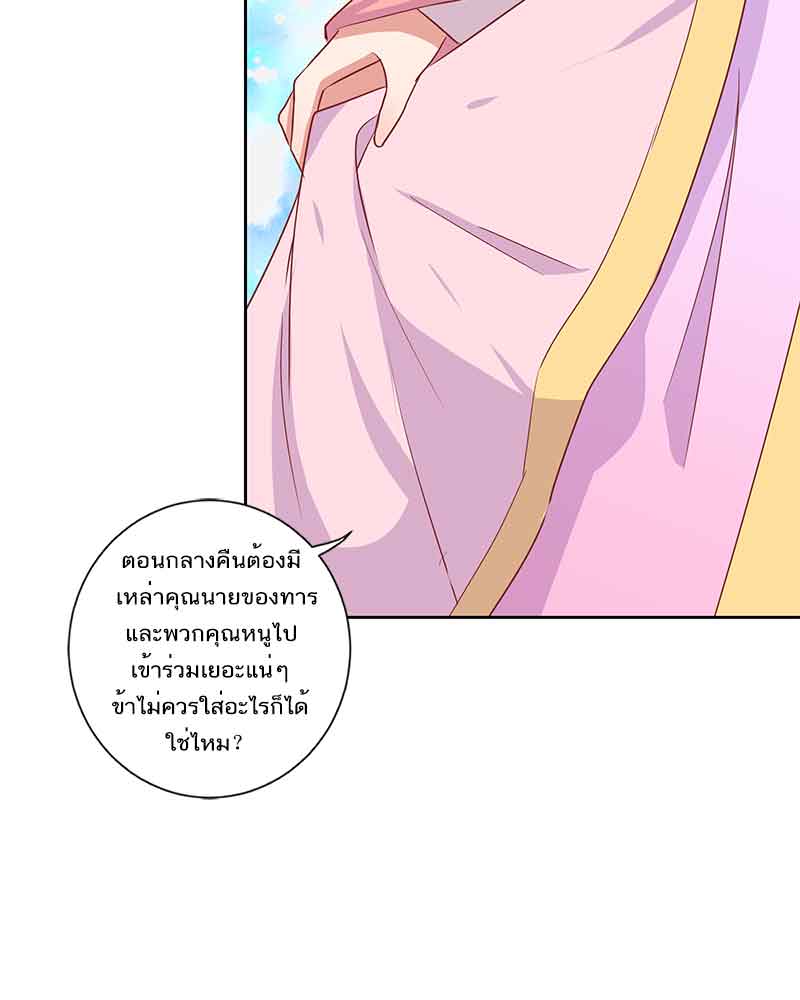 ตอนกลางคืนต้องมี
เหล่าคุณนายของทาร
และพวกคุณหนูไป
เข้าร่วมเยอะแน่ๆ
ข้าไม่ควรใส่อะไรก็ได้
ใช่ไหม?